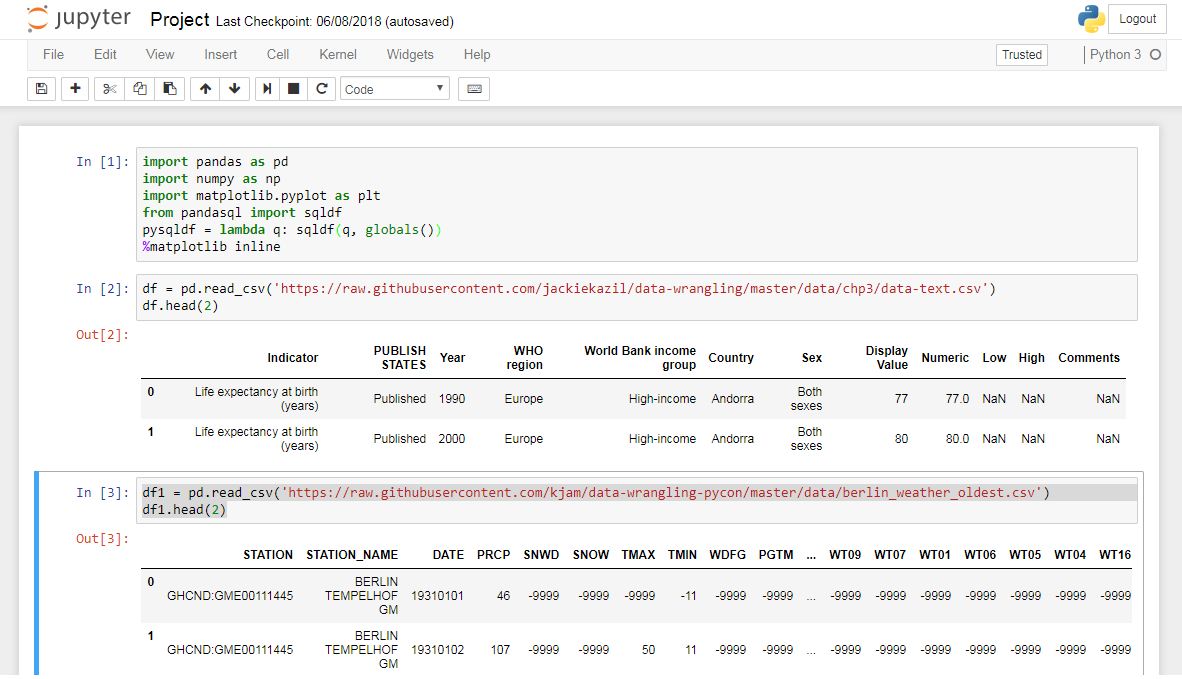 jupyter Project Last Checkpoint: 06/08/2018 (autosaved) Logout
File Edit View Insert Cell Kernel Widgets Help Trusted Python 3
Code
In [1]: import pandas as pd
import numpy as np
import matplotlib.pyplot as plt
from pandasql import sqldf
pysqldf = lambda q: sqldf(q, globals())
%matplotlib inline
In [2]: df = pd.read_csv('https://raw.githubusercontent.com/jackiekazil/data-wrangling/master/data/chp3/data-text.csv')
df.head(2)
Out[2]:
Indicator PUBLISH STATES Year WHO region World Bank income group Country Sex Display Value Numeric Low High Comments
0 Life expectancy at birth (years) Published 1990 Europe High-income Andorra Both sexes 77 77.0 NaN NaN NaN
1 Life expectancy at birth (years) Published 2000 Europe High-income Andorra Both sexes 80 80.0 NaN NaN NaN
In [3]: df1 = pd.read_csv('https://raw.githubusercontent.com/kjam/data-wrangling-pycon/master/data/berlin_weather_oldest.csv')
df1.head(2)
Out[3]:
STATION STATION_NAME DATE PRCP SNWD SNOW TMAX TMIN WDFG PGTM ... WT09 WT07 WT01 WT06 WT05 WT04 WT16
0 GHCND:GME00111445 BERLIN TEMPELHOF GM 19310101 46 -9999 -9999 -9999 -11 -9999 -9999 ... -9999 -9999 -9999 -9999 -9999 -9999 -9999
1 GHCND:GME00111445 BERLIN TEMPELHOF GM 19310102 107 -9999 -9999 50 11 -9999 -9999 ... -9999 -9999 -9999 -9999 -9999 -9999 -9999